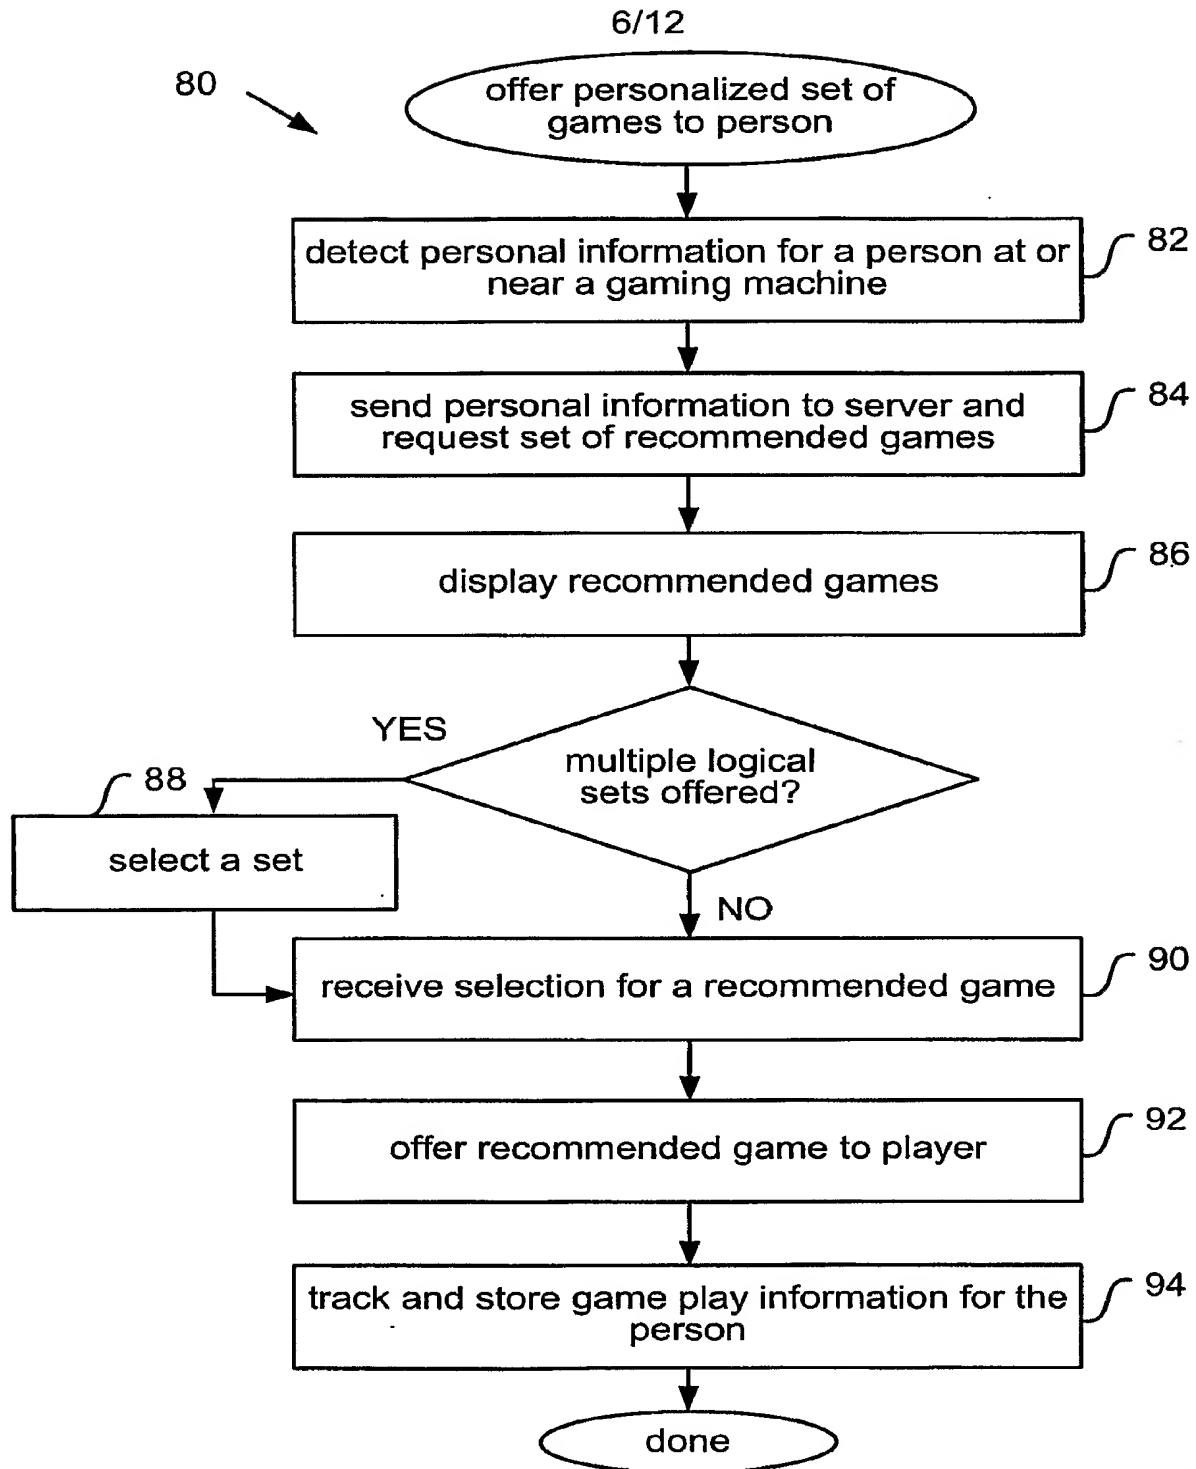 6/12
80
offer personalized set of
games to person
detect personal information for a person at or
near a gaming machine
82
send personal information to server and
request set of recommended games
84
display recommended games
86
YES
multiple logical
sets offered?
88
select a set
NO
receive selection for a recommended game
90
offer recommended game to player
92
track and store game play information for the
person
94
done